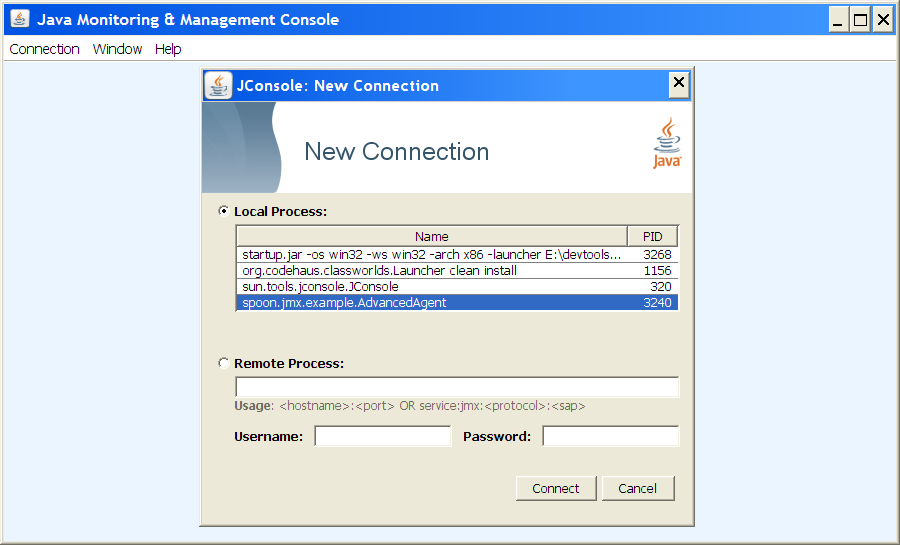 Java Monitoring & Management Console
Connection Window Help
JConsole: New Connection
New Connection
Java
Local Process:
Name PID
startup.jar -os win32 -ws win32 -arch x86 -launcher E:\devtools... 3268
org.codehaus.classworlds.Launcher clean install 1156
sun.tools.jconsole.JConsole 320
spoon.jmx.example.AdvancedAgent 3240
Remote Process:
Usage: <hostname>:<port> OR service:jmx:<protocol>:<sap>
Username: Password:
Connect Cancel